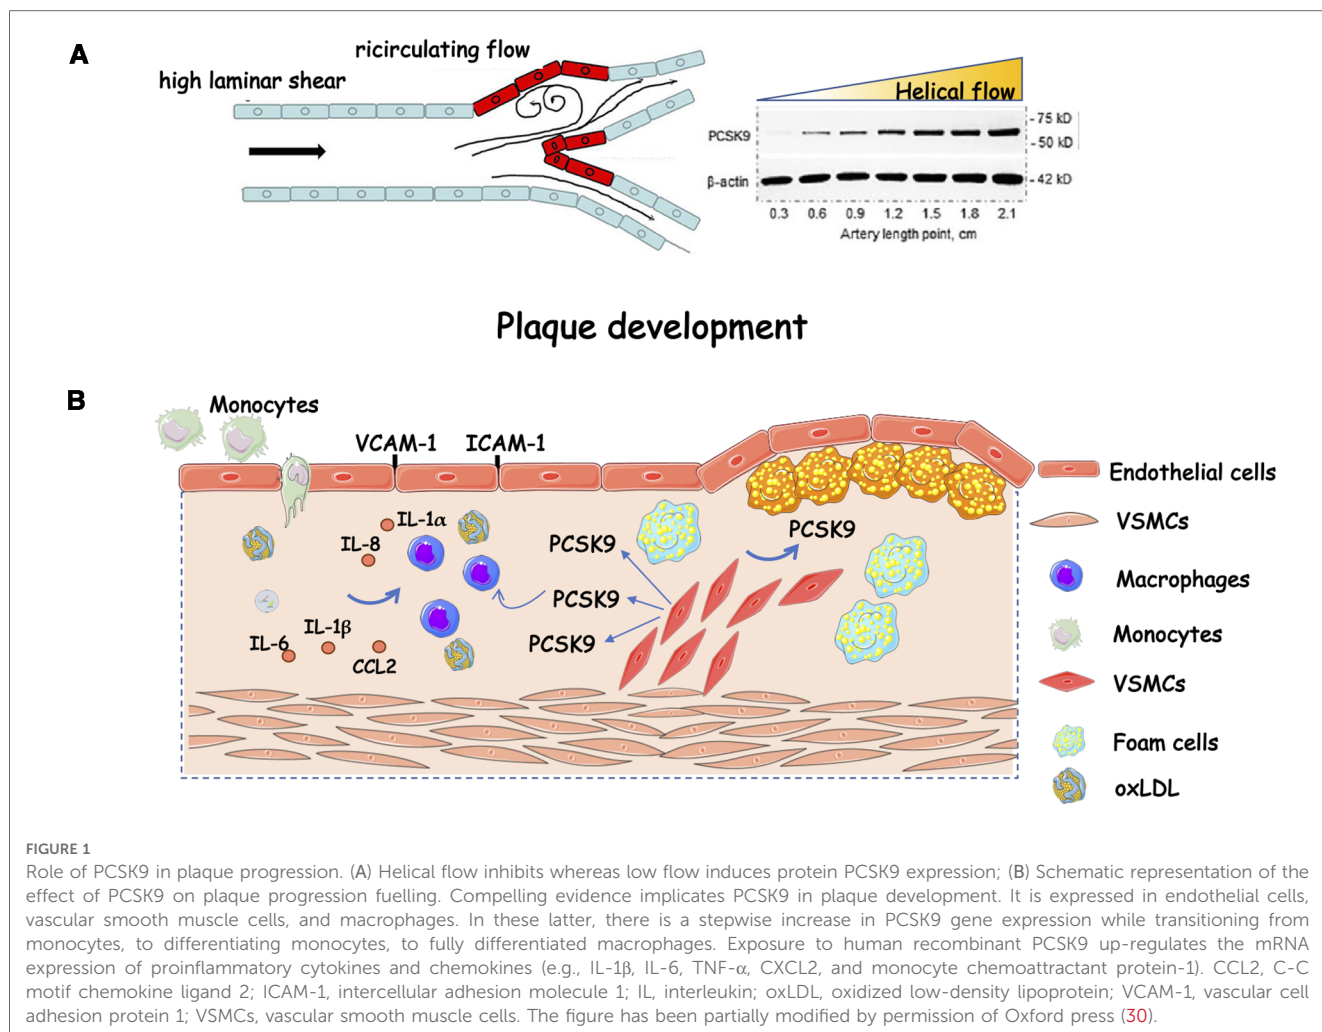 A
ricirculating flow
high laminar shear
Helical flow
PCSK9
75 kD
50 kD
β-actin
42 kD
0.3 0.6 0.9 1.2 1.5 1.8 2.1
Artery length point, cm
Plaque development
B
Monocytes
VCAM-1 ICAM-1
Endothelial cells
IL-1α
IL-8
PCSK9
PCSK9
VSMCs
Macrophages
PCSK9
IL-1β
IL-6
CCL2
PCSK9
Monocytes
VSMCs
Foam cells
oxLDL
FIGURE 1
Role of PCSK9 in plaque progression. (A) Helical flow inhibits whereas low flow induces protein PCSK9 expression; (B) Schematic representation of the
effect of PCSK9 on plaque progression fuelling. Compelling evidence implicates PCSK9 in plaque development. It is expressed in endothelial cells,
vascular smooth muscle cells, and macrophages. In these latter, there is a stepwise increase in PCSK9 gene expression while transitioning from
monocytes, to differentiating monocytes, to fully differentiated macrophages. Exposure to human recombinant PCSK9 up-regulates the mRNA
expression of proinflammatory cytokines and chemokines (e.g., IL-1β, IL-6, TNF-α, CXCL2, and monocyte chemoattractant protein-1). CCL2, C-C
motif chemokine ligand 2; ICAM-1, intercellular adhesion molecule 1; IL, interleukin; oxLDL, oxidized low-density lipoprotein; VCAM-1, vascular cell
adhesion protein 1; VSMCs, vascular smooth muscle cells. The figure has been partially modified by permission of Oxford press (30).